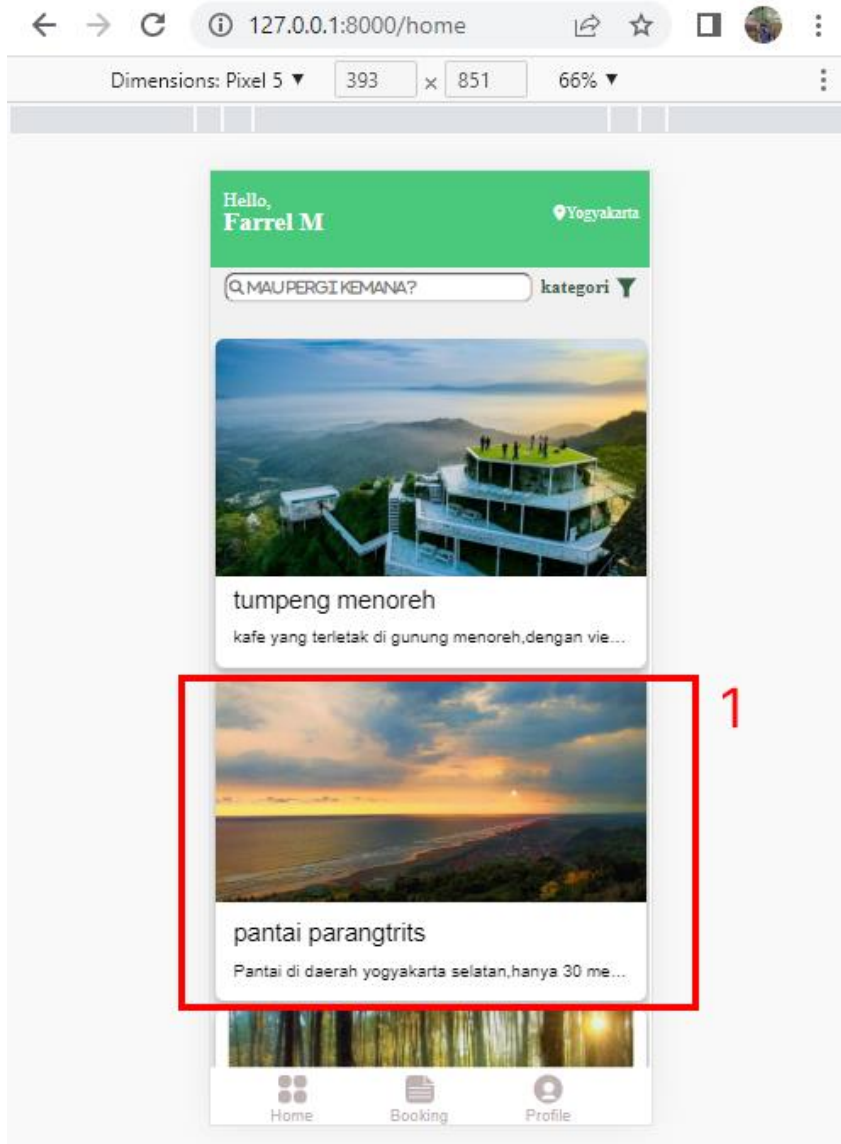 127.0.0.1:8000/home
Dimensions: Pixel 5 ▼ 393 × 851 66% ▼
Hello,
Farrel M
Yogyakarta
MAU PERGI KEMANA?
kategori
tumpeng menoreh
kafe yang terletak di gunung menoreh,dengan vie...
1
pantai parangtrits
Pantai di daerah yogyakarta selatan,hanya 30 me...
Home Booking Profile